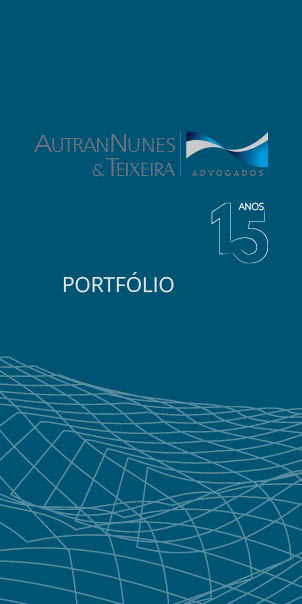 AUTRANNUNES
& TEIXEIRA
ADVOGADOS
ANOS
15
PORTFÓLIO